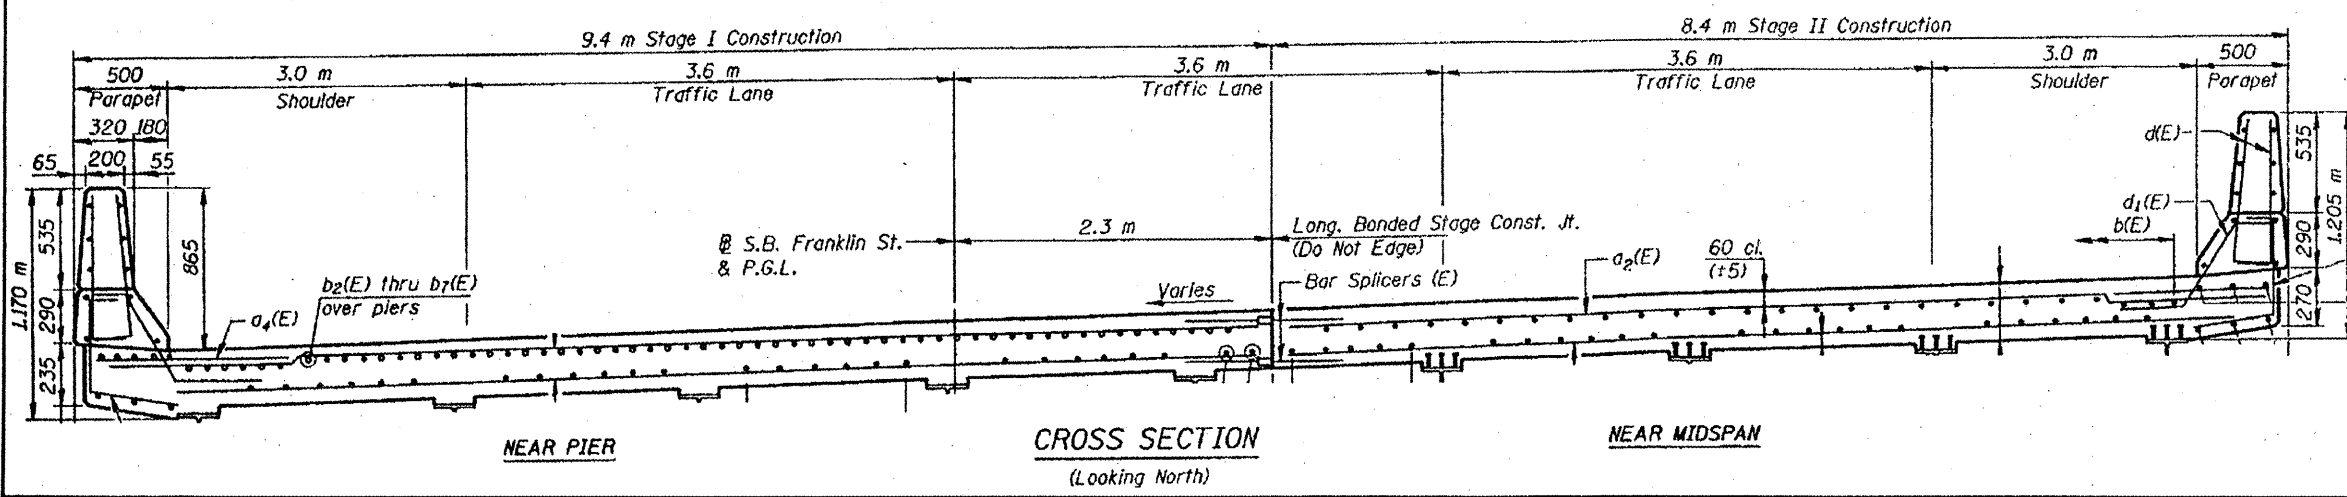 9.4 m Stage I Construction
8.4 m Stage II Construction
500
Parapet
3.0 m
Shoulder
3.6 m
Traffic Lane
3.6 m
Traffic Lane
3.6 m
Traffic Lane
3.0 m
Shoulder
500
Parapet
320
180
65
200
55
1.170 m
535
290
235
865
b2(E) thru b7(E)
over piers
a4(E)
℞ S.B. Franklin St.
& P.G.L.
2.3 m
Varies
Long. Bonded Stage Const. Jt.
(Do Not Edge)
Bar Splicers (E)
a2(E)
60 cl.
(±5)
d(E)
d1(E)
b(E)
535
290
270
1.205 m
NEAR PIER
CROSS SECTION
(Looking North)
NEAR MIDSPAN